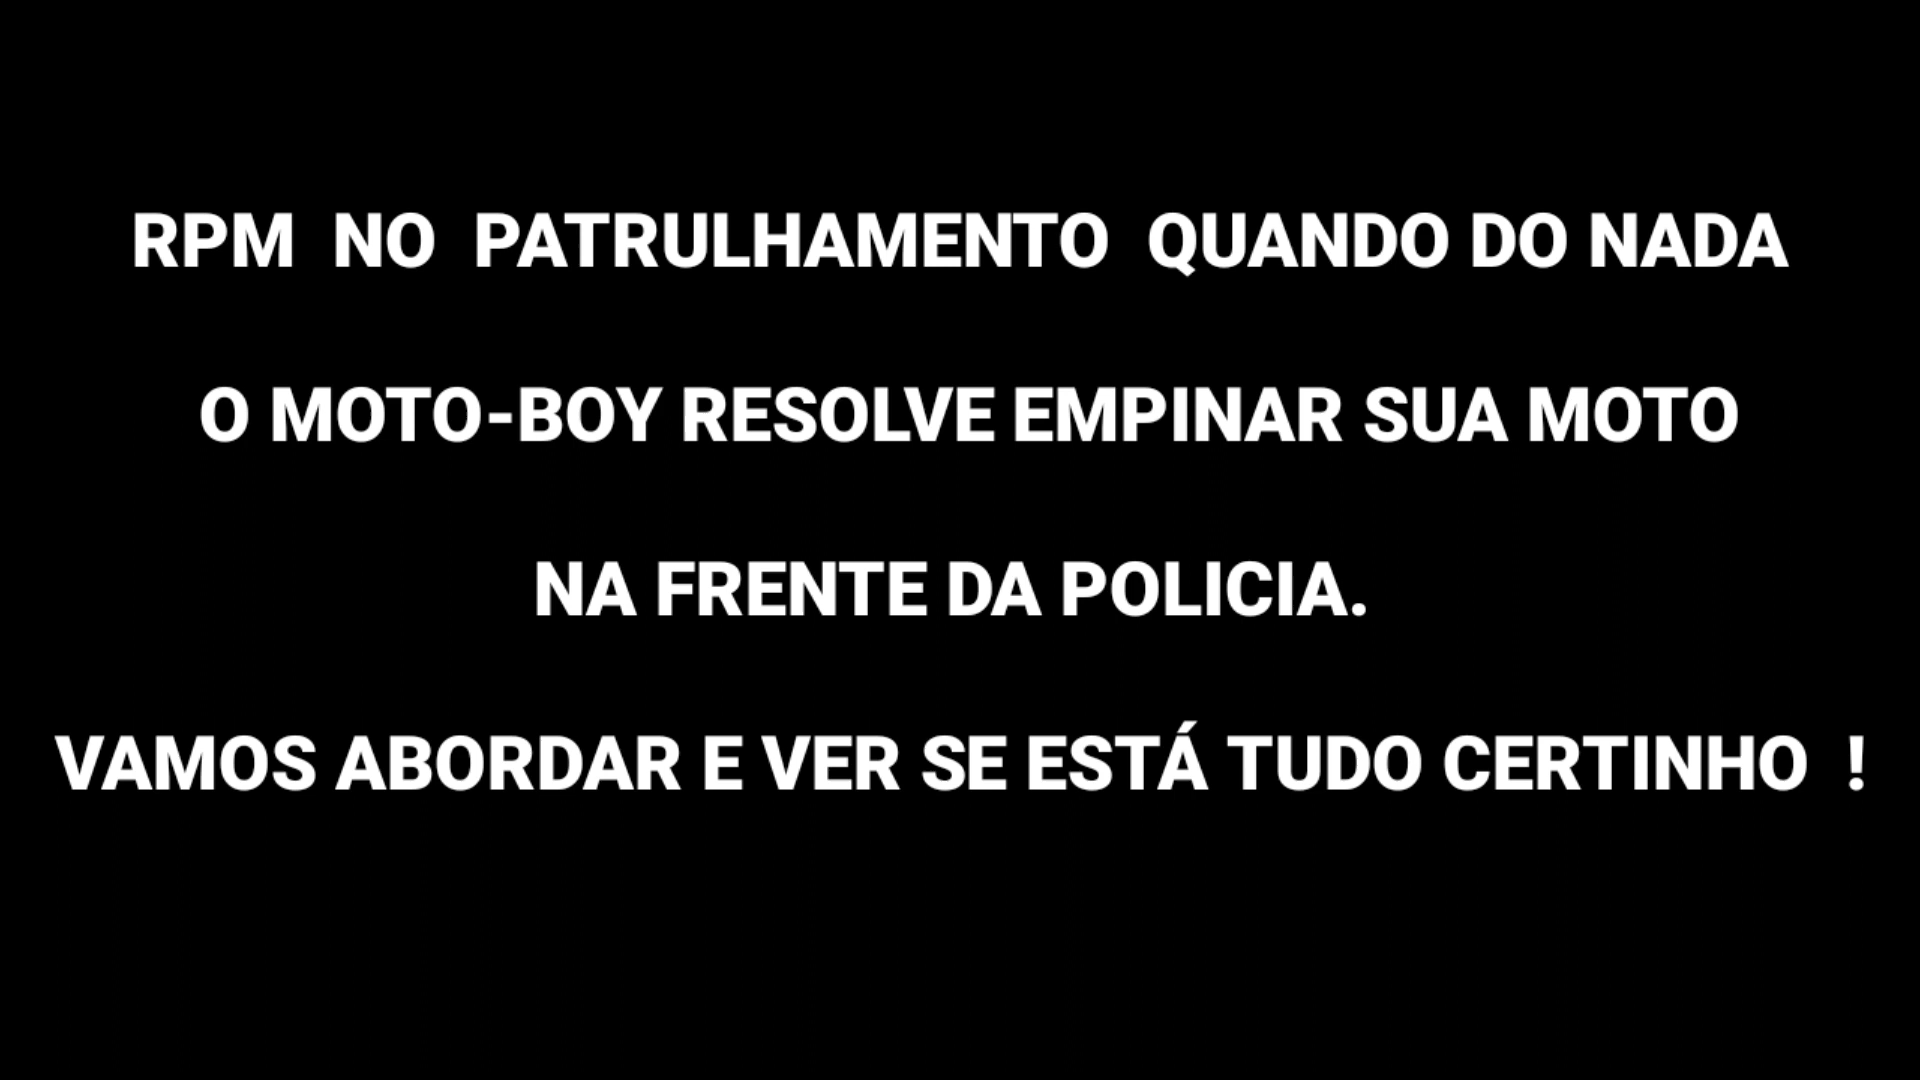 RPM NO PATRULHAMENTO QUANDO DO NADA
O MOTO-BOY RESOLVE EMPINAR SUA MOTO
NA FRENTE DA POLICIA.
VAMOS ABORDAR E VER SE ESTÁ TUDO CERTINHO !